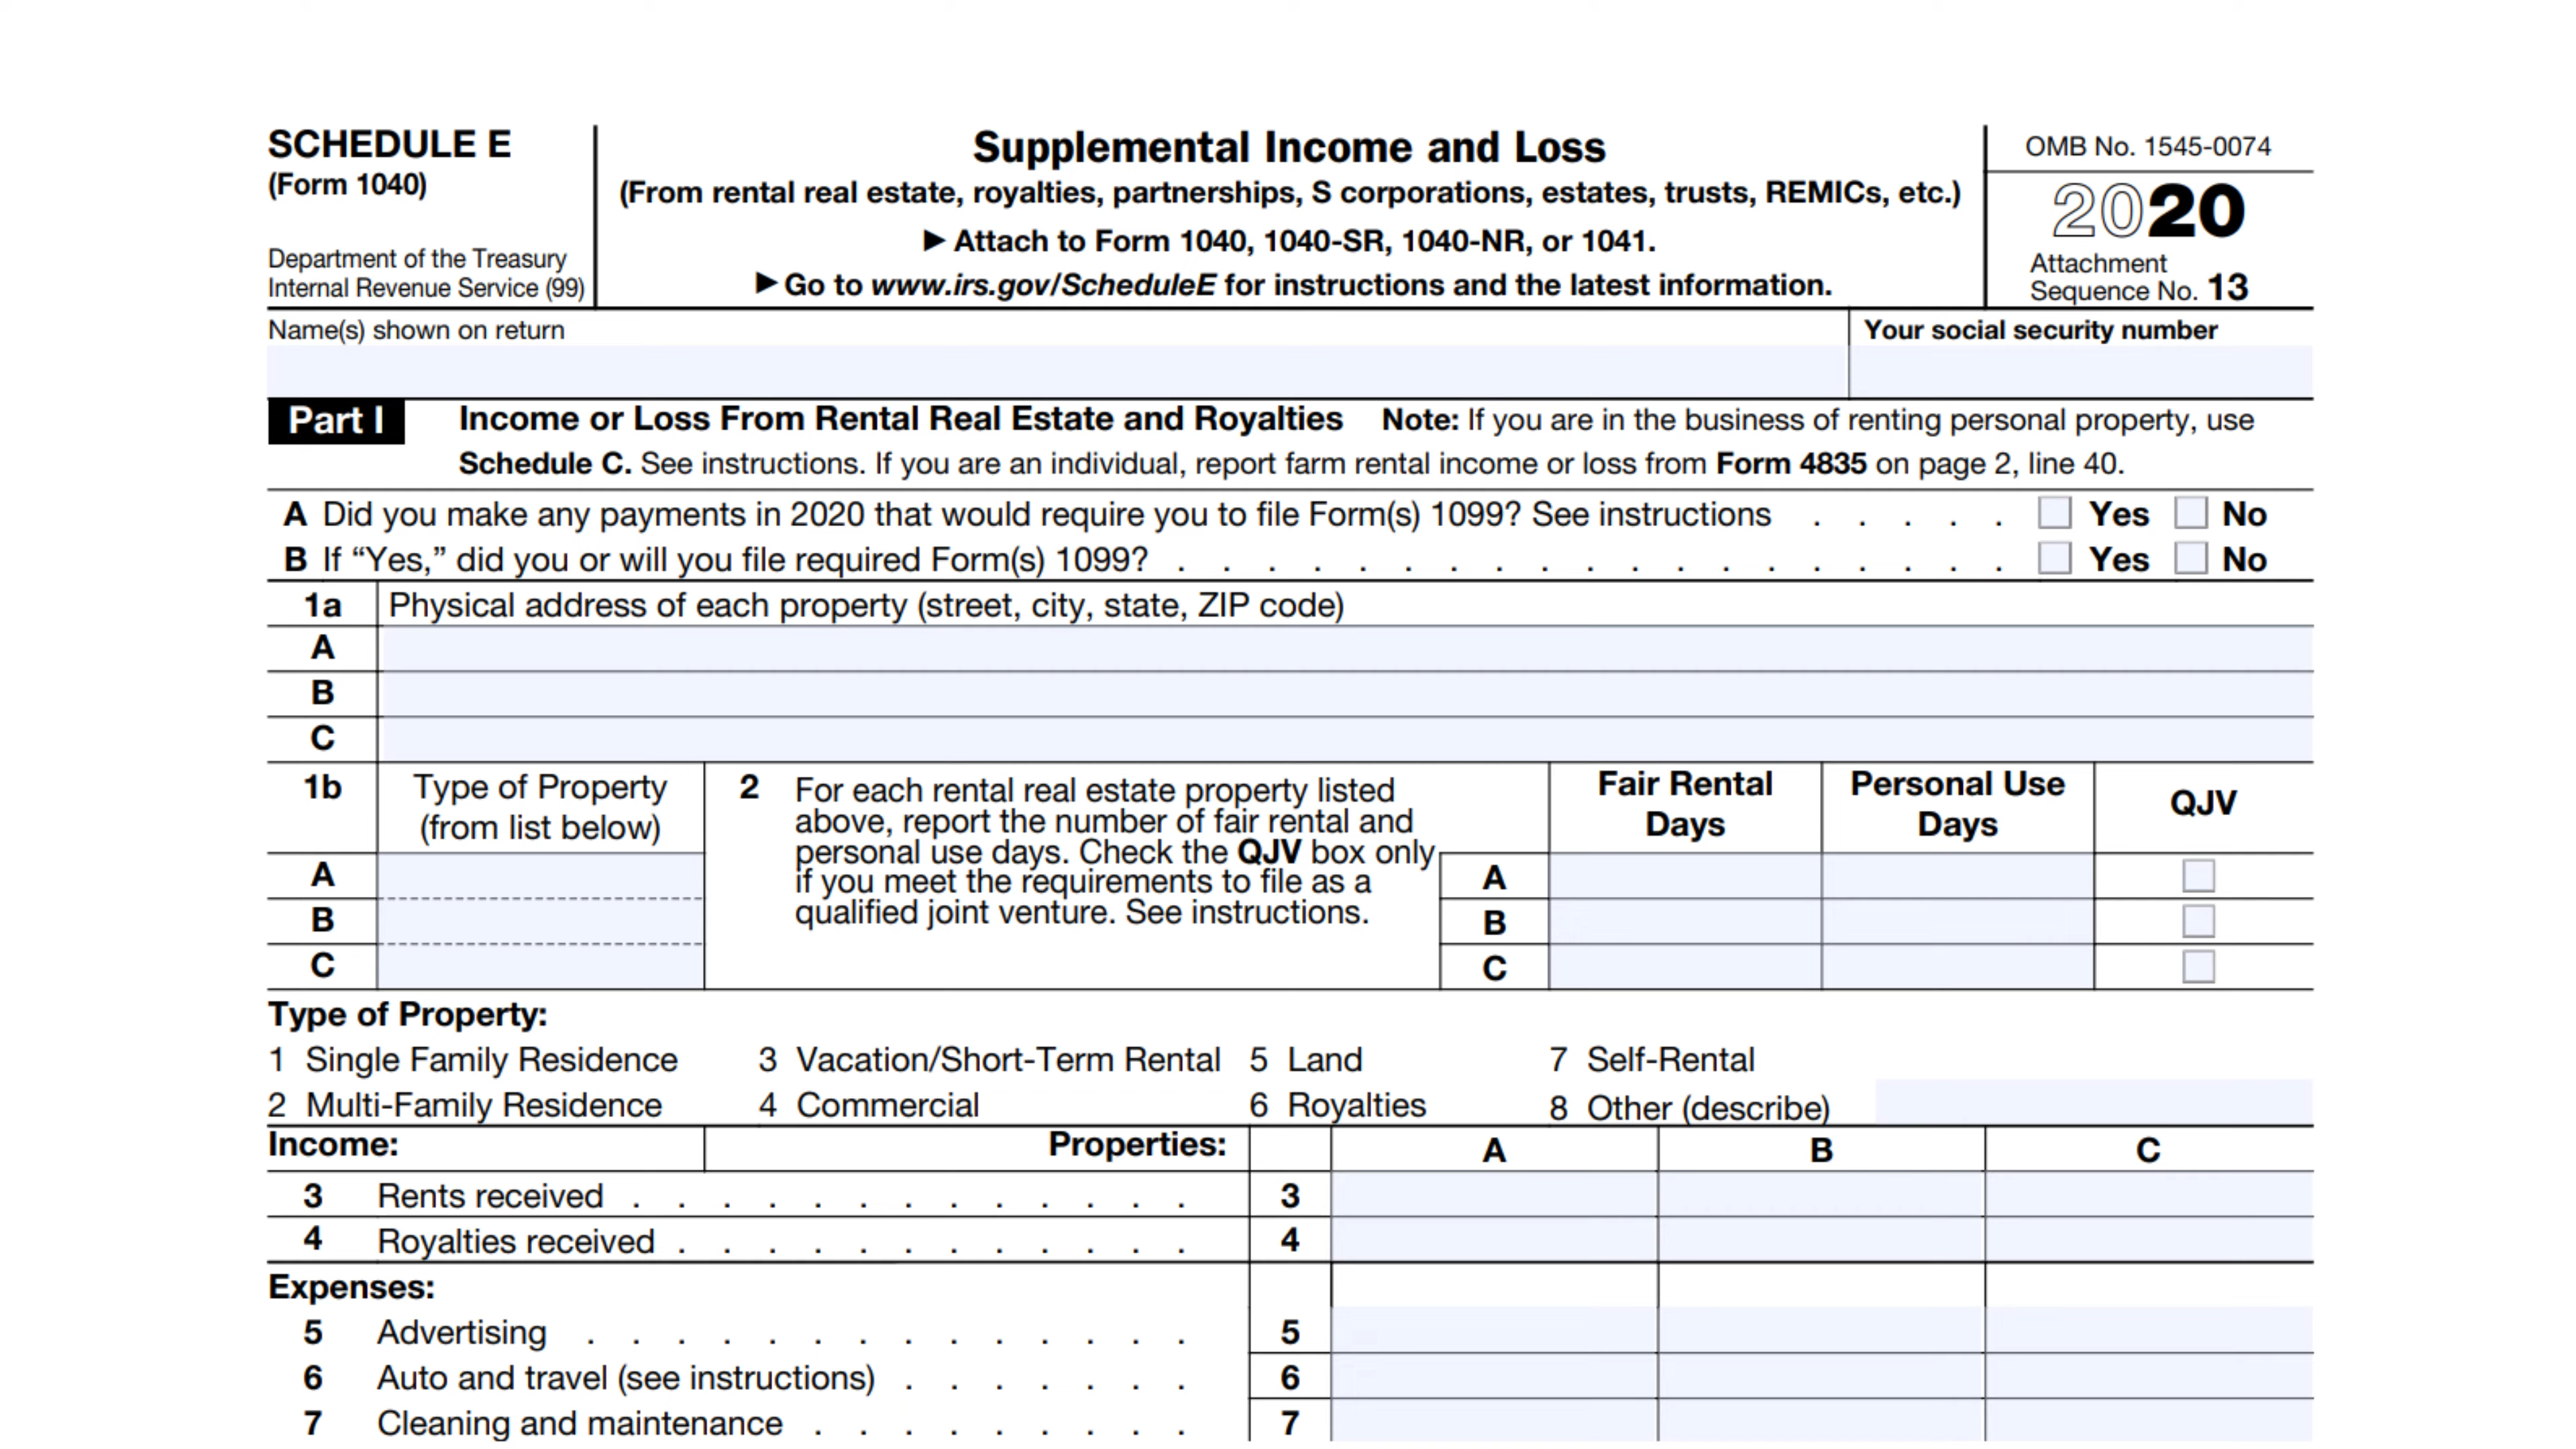 SCHEDULE E
(Form 1040)
Department of the Treasury
Internal Revenue Service (99)
Supplemental Income and Loss
(From rental real estate, royalties, partnerships, S corporations, estates, trusts, REMICs, etc.)
▶ Attach to Form 1040, 1040-SR, 1040-NR, or 1041.
▶ Go to www.irs.gov/ScheduleE for instructions and the latest information.
OMB No. 1545-0074
2020
Attachment
Sequence No. 13
Name(s) shown on return
Your social security number
Part I Income or Loss From Rental Real Estate and Royalties Note: If you are in the business of renting personal property, use
Schedule C. See instructions. If you are an individual, report farm rental income or loss from Form 4835 on page 2, line 40.
A Did you make any payments in 2020 that would require you to file Form(s) 1099? See instructions . . . . . Yes No
B If “Yes,” did you or will you file required Form(s) 1099? . . . . . . . . . . . . . . . . . . . Yes No
1a Physical address of each property (street, city, state, ZIP code)
A
B
C
1b Type of Property
(from list below)
A
B
C
2 For each rental real estate property listed
above, report the number of fair rental and
personal use days. Check the QJV box only
if you meet the requirements to file as a
qualified joint venture. See instructions.
Fair Rental
Days
Personal Use
Days
QJV
A
B
C
Type of Property:
1 Single Family Residence 3 Vacation/Short-Term Rental 5 Land 7 Self-Rental
2 Multi-Family Residence 4 Commercial 6 Royalties 8 Other (describe)
Income: Properties: A B C
3 Rents received . . . . . . . . . . . . . 3
4 Royalties received . . . . . . . . . . . . 4
Expenses:
5 Advertising . . . . . . . . . . . . . . 5
6 Auto and travel (see instructions) . . . . . . . 6
7 Cleaning and maintenance . . . . . . . . . 7